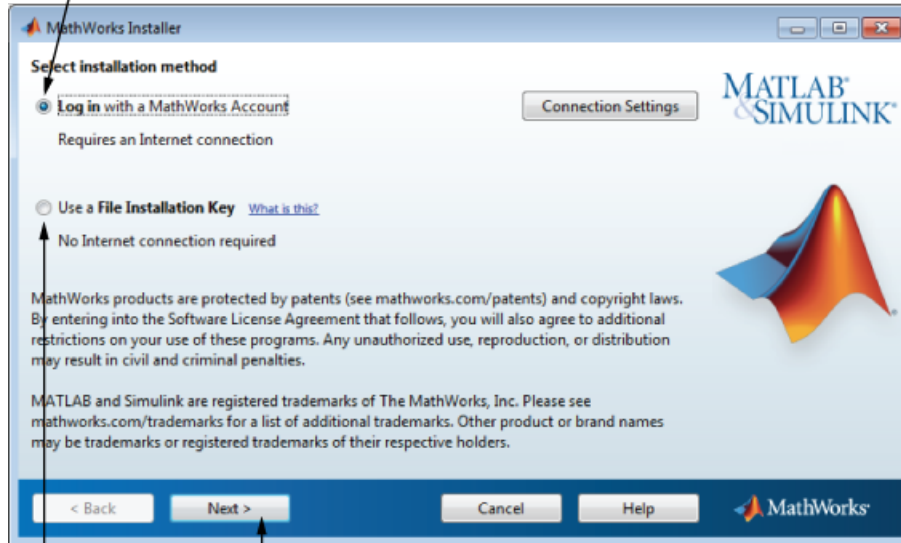 MathWorks Installer
Select installation method
Log in with a MathWorks Account
Connection Settings
Requires an Internet connection
MATLAB®
&SIMULINK®
Use a File Installation Key What is this?
No Internet connection required
MathWorks products are protected by patents (see mathworks.com/patents) and copyright laws.
By entering into the Software License Agreement that follows, you will also agree to additional
restrictions on your use of these programs. Any unauthorized use, reproduction, or distribution
may result in civil and criminal penalties.
MATLAB and Simulink are registered trademarks of The MathWorks, Inc. Please see
mathworks.com/trademarks for a list of additional trademarks. Other product or brand names
may be trademarks or registered trademarks of their respective holders.
< Back
Next >
Cancel
Help
MathWorks®